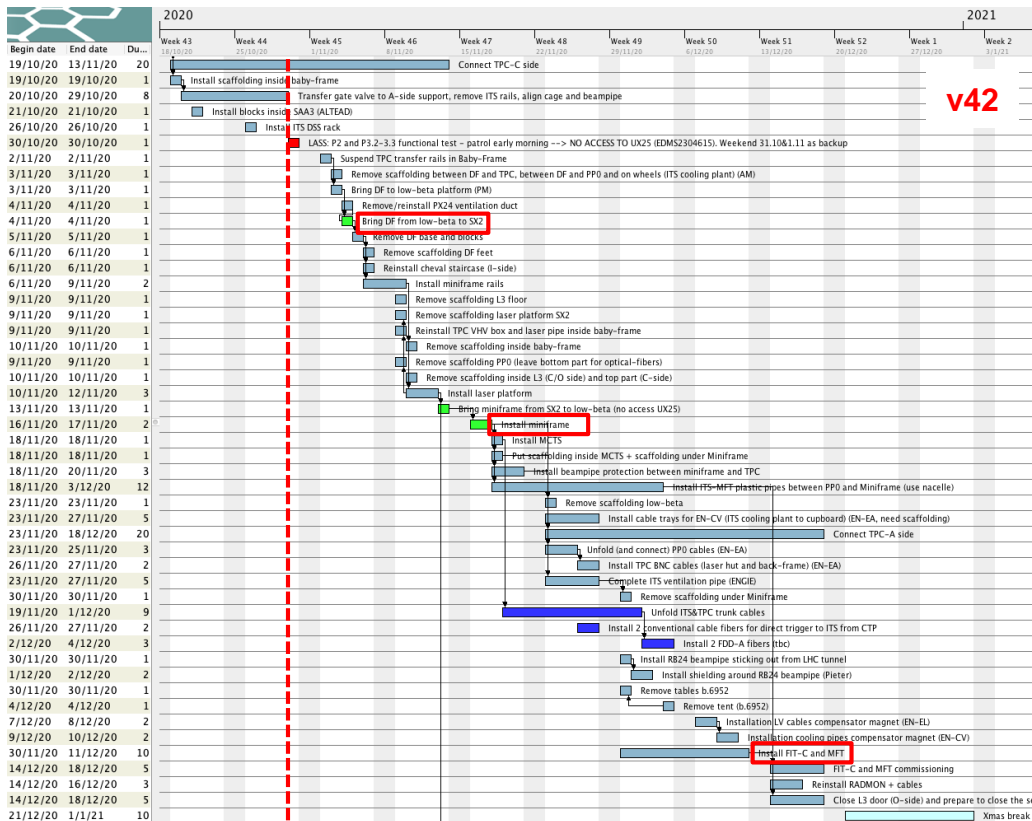 2020 2021
Begin date End date Du... Week 43 Week 44 Week 45 Week 46 Week 47 Week 48 Week 49 Week 50 Week 51 Week 52 Week 1 Week 2
18/10/20 25/10/20 1/11/20 8/11/20 15/11/20 22/11/20 29/11/20 6/12/20 13/12/20 20/12/20 27/12/20 3/1/21
v42
19/10/20 13/11/20 20 Connect TPC-C side
19/10/20 19/10/20 1 Install scaffolding inside baby-frame
20/10/20 29/10/20 8 Transfer gate valve to A-side support, remove ITS rails, align cage and beampipe
21/10/20 21/10/20 1 Install blocks inside SAA3 (ALTEAD)
26/10/20 26/10/20 1 Install ITS DSS rack
30/10/20 30/10/20 1 LASS: P2 and P3.2-3.3 functional test - patrol early morning --> NO ACCESS TO UX25 (EDMS2304615). Weekend 31.10&1.11 as backup
2/11/20 2/11/20 1 Suspend TPC transfer rails in Baby-Frame
3/11/20 3/11/20 1 Remove scaffolding between DF and TPC, between DF and PP0 and on wheels (ITS cooling plant) (AM)
3/11/20 3/11/20 1 Bring DF to low-beta platform (PM)
4/11/20 4/11/20 1 Remove/reinstall PX24 ventilation duct
4/11/20 4/11/20 1 Bring DF from low-beta to SX2
5/11/20 5/11/20 1 Remove DF base and blocks
6/11/20 6/11/20 1 Remove scaffolding DF feet
6/11/20 6/11/20 1 Reinstall cheval staircase (I-side)
6/11/20 9/11/20 2 Install miniframe rails
9/11/20 9/11/20 1 Remove scaffolding L3 floor
9/11/20 9/11/20 1 Remove scaffolding laser platform SX2
9/11/20 9/11/20 1 Reinstall TPC VHV box and laser pipe inside baby-frame
10/11/20 10/11/20 1 Remove scaffolding inside baby-frame
9/11/20 9/11/20 1 Remove scaffolding PP0 (leave bottom part for optical-fibers)
10/11/20 10/11/20 1 Remove scaffolding inside L3 (C/O side) and top part (C-side)
10/11/20 12/11/20 3 Install laser platform
13/11/20 13/11/20 1 Bring miniframe from SX2 to low-beta (no access UX25)
16/11/20 17/11/20 2 Install miniframe
18/11/20 18/11/20 1 Install MCTS
18/11/20 18/11/20 1 Put scaffolding inside MCTS + scaffolding under Miniframe
18/11/20 20/11/20 3 Install beampipe protection between miniframe and TPC
18/11/20 3/12/20 12 Install ITS-MFT plastic pipes between PP0 and Miniframe (use nacelle)
23/11/20 23/11/20 1 Remove scaffolding low-beta
23/11/20 27/11/20 5 Install cable trays for EN-CV (ITS cooling plant to cupboard) (EN-EA, need scaffolding)
23/11/20 18/12/20 20 Connect TPC-A side
23/11/20 25/11/20 3 Unfold (and connect) PP0 cables (EN-EA)
26/11/20 27/11/20 2 Install TPC BNC cables (laser hut and back-frame) (EN-EA)
23/11/20 27/11/20 5 Complete ITS ventilation pipe (ENGIE)
30/11/20 30/11/20 1 Remove scaffolding under Miniframe
19/11/20 1/12/20 9 Unfold ITS&TPC trunk cables
26/11/20 27/11/20 2 Install 2 conventional cable fibers for direct trigger to ITS from CTP
2/12/20 4/12/20 3 Install 2 FDD-A fibers (tbc)
30/11/20 30/11/20 1 Install RB24 beampipe sticking out from LHC tunnel
1/12/20 2/12/20 2 Install shielding around RB24 beampipe (Pieter)
30/11/20 30/11/20 1 Remove tables b.6952
4/12/20 4/12/20 1 Remove tent (b.6952)
7/12/20 8/12/20 2 Installation LV cables compensator magnet (EN-EL)
9/12/20 10/12/20 2 Installation cooling pipes compensator magnet (EN-CV)
30/11/20 11/12/20 10 Install FIT-C and MFT
14/12/20 18/12/20 5 FIT-C and MFT commissioning
14/12/20 16/12/20 3 Reinstall RADMON + cables
14/12/20 18/12/20 5 Close L3 door (O-side) and prepare to close the se
21/12/20 1/1/21 10 Xmas break